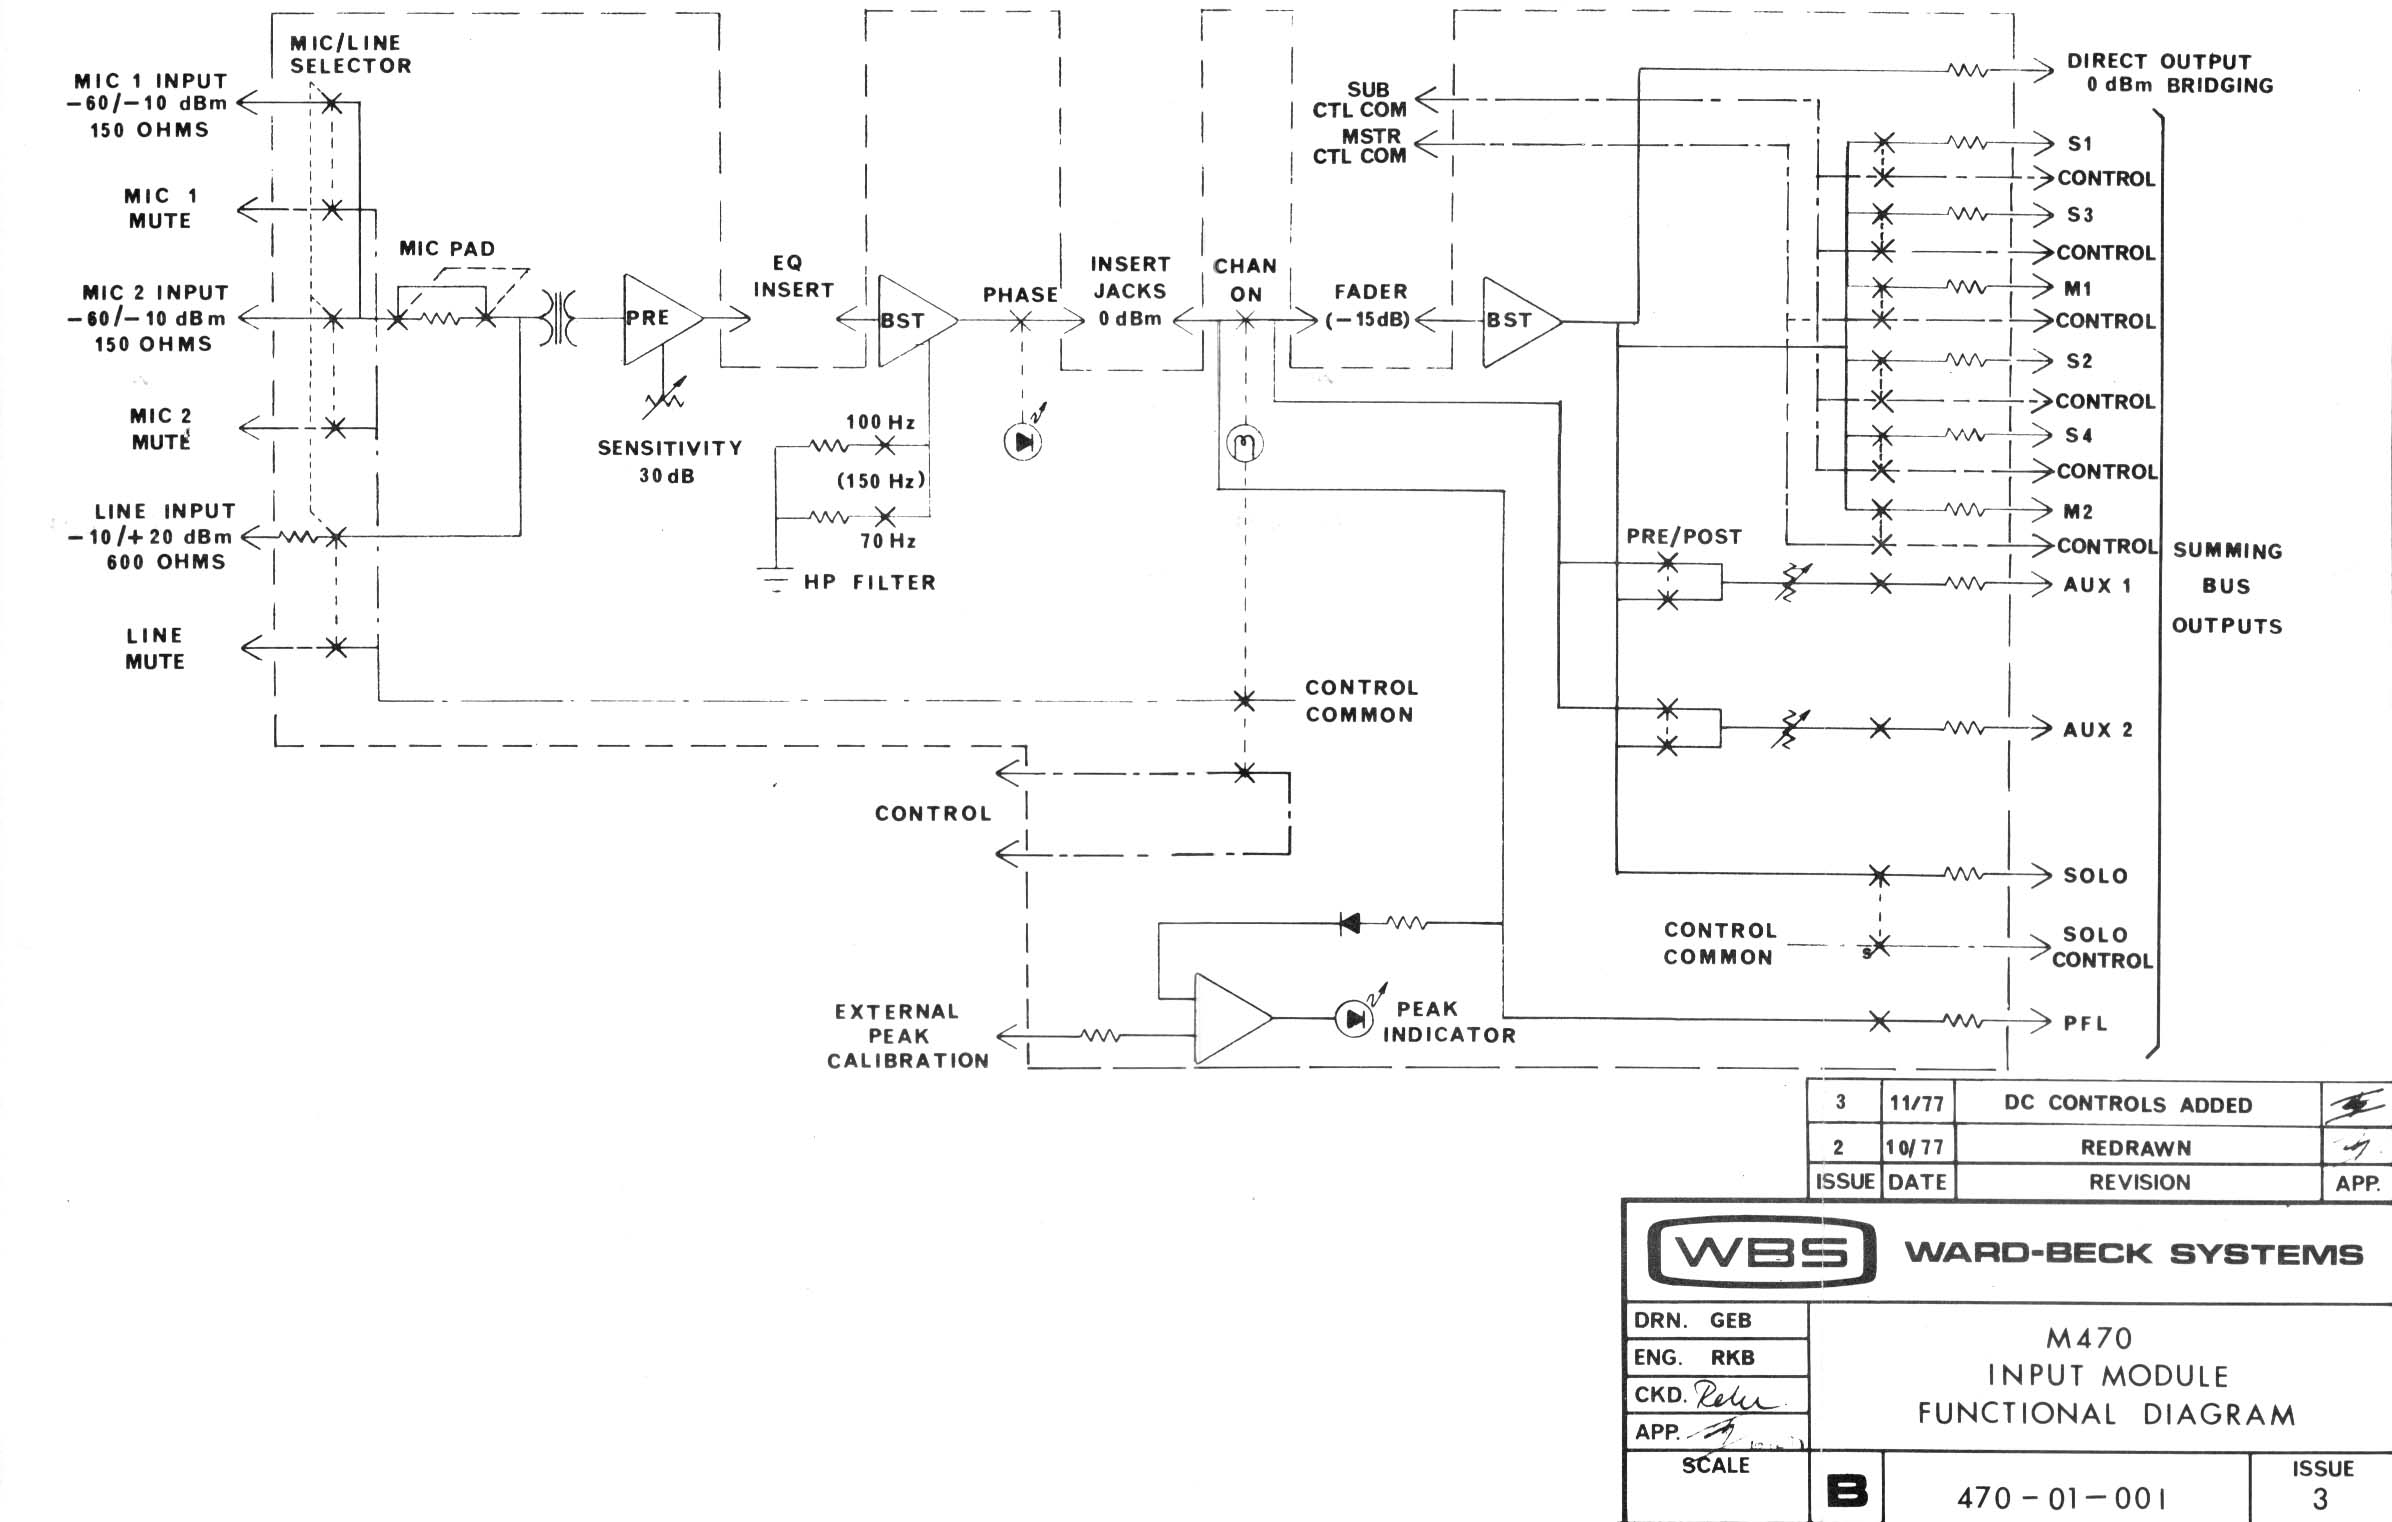 MIC/LINE
SELECTOR
MIC 1 INPUT
−60/−10 dBm
150 OHMS
MIC 1
MUTE
MIC PAD
MIC 2 INPUT
−60/−10 dBm
150 OHMS
MIC 2
MUTE
LINE INPUT
−10/+20 dBm
600 OHMS
LINE
MUTE
PRE
SENSITIVITY
30 dB
EQ
INSERT
BST
100 Hz
(150 Hz)
70 Hz
HP FILTER
PHASE
INSERT
JACKS
0 dBm
CHAN
ON
FADER
(−15dB)
BST
SUB
CTL COM
MSTR
CTL COM
DIRECT OUTPUT
0 dBm BRIDGING
S1
CONTROL
S3
CONTROL
M1
CONTROL
S2
CONTROL
S4
CONTROL
M2
CONTROL
PRE/POST
AUX 1
AUX 2
SUMMING
BUS
OUTPUTS
CONTROL
COMMON
CONTROL
SOLO
CONTROL
COMMON
S
SOLO
CONTROL
EXTERNAL
PEAK
CALIBRATION
PEAK
INDICATOR
PFL
3 11/77 DC CONTROLS ADDED
2 10/77 REDRAWN
ISSUE DATE REVISION APP.
WBS WARD-BECK SYSTEMS
DRN. GEB
ENG. RKB
CKD.
APP.
SCALE
M470
INPUT MODULE
FUNCTIONAL DIAGRAM
B
470-01-001
ISSUE
3